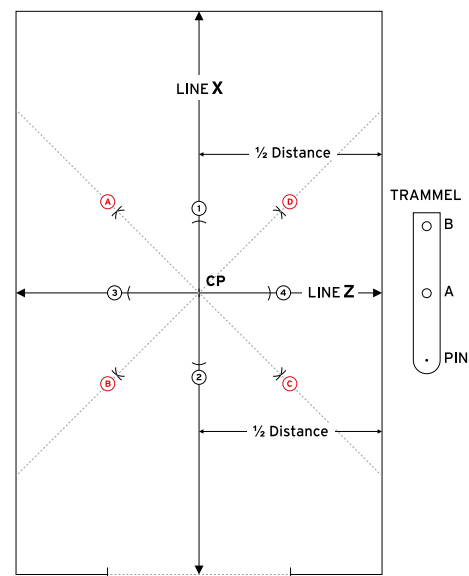 LINE X
½ Distance
TRAMMEL
A
D
B
1
CP
3
4
LINE Z
A
2
PIN
B
C
½ Distance